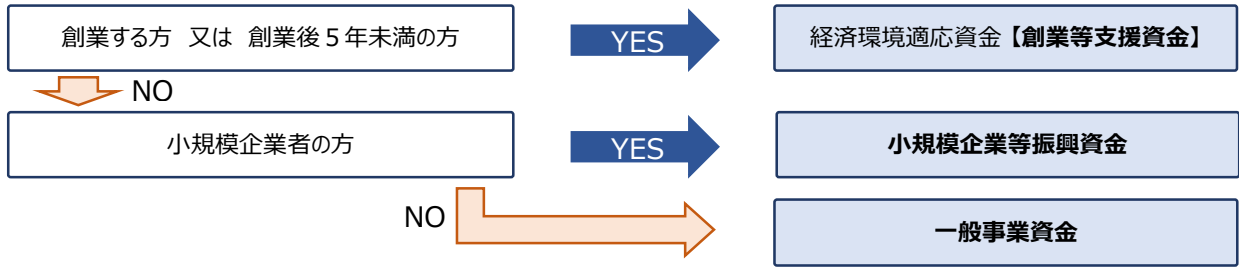 創業する方 又は 創業後５年未満の方
YES
経済環境適応資金【創業等支援資金】
NO
小規模企業者の方
YES
小規模企業等振興資金
NO
一般事業資金